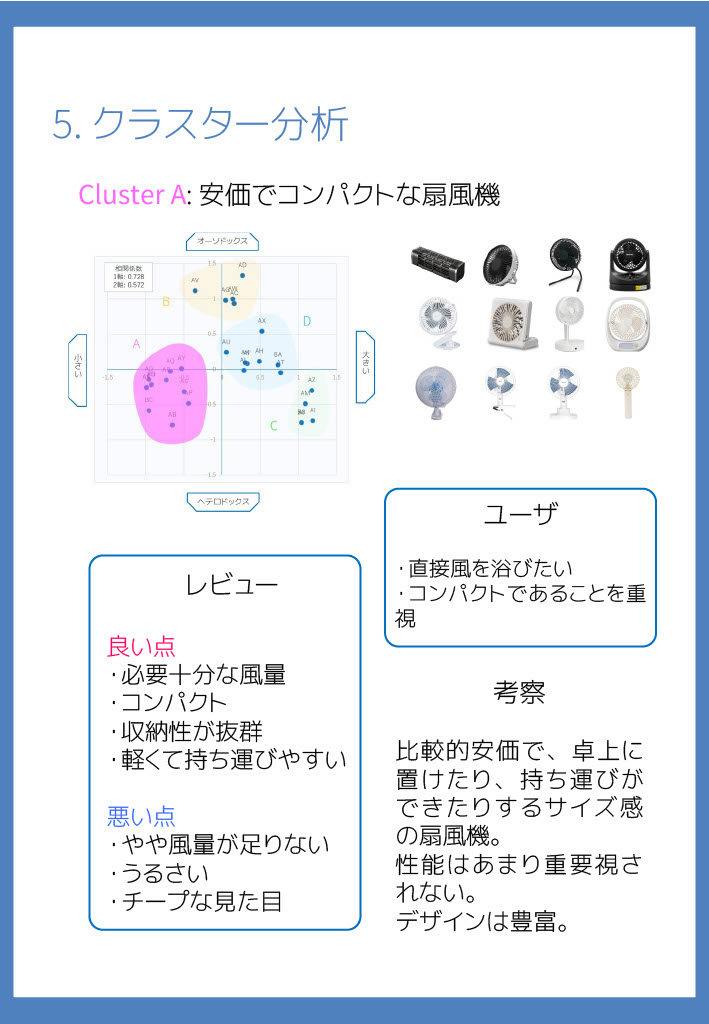 5. クラスター分析
Cluster A: 安価でコンパクトな扇風機
オーソドックス
相関係数
1軸: 0.728
2軸: 0.572
1.5
AD
AV
1
B
0.5
AX
D
A
AU
AH
BA
AQ
AY
小さい
大きい
-1.5
0
0.5
1
1.5
AZ
AM
BC
AB
AI
C
-0.5
-1
-1.5
ヘテロドックス
ユーザ
・直接風を浴びたい
・コンパクトであることを重
視
レビュー
良い点
・必要十分な風量
・コンパクト
・収納性が抜群
・軽くて持ち運びやすい
悪い点
・やや風量が足りない
・うるさい
・チープな見た目
考察
比較的安価で、卓上に
置けたり、持ち運びが
できたりするサイズ感
の扇風機。
性能はあまり重要視さ
れない。
デザインは豊富。